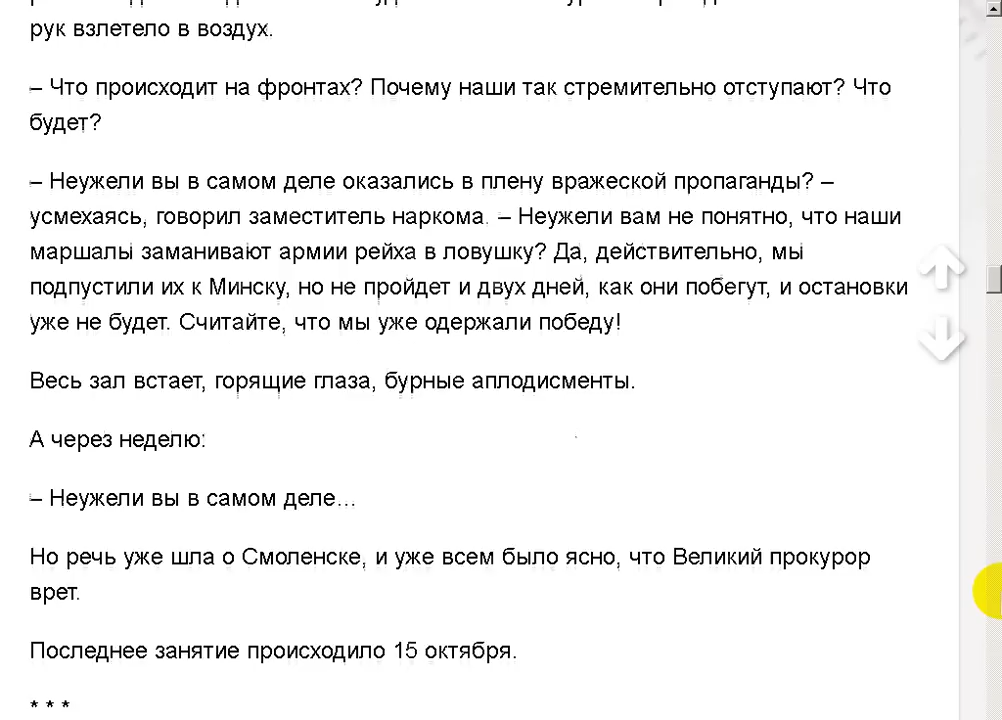 рук взлетело в воздух.
– Что происходит на фронтах? Почему наши так стремительно отступают? Что
будет?
– Неужели вы в самом деле оказались в плену вражеской пропаганды? –
усмехаясь, говорил заместитель наркома. – Неужели вам не понятно, что наши
маршалы заманивают армии рейха в ловушку? Да, действительно, мы
подпустили их к Минску, но не пройдет и двух дней, как они побегут, и остановки
уже не будет. Считайте, что мы уже одержали победу!
Весь зал встает, горящие глаза, бурные аплодисменты.
А через неделю:
– Неужели вы в самом деле...
Но речь уже шла о Смоленске, и уже всем было ясно, что Великий прокурор
врет.
Последнее занятие происходило 15 октября.
* * *